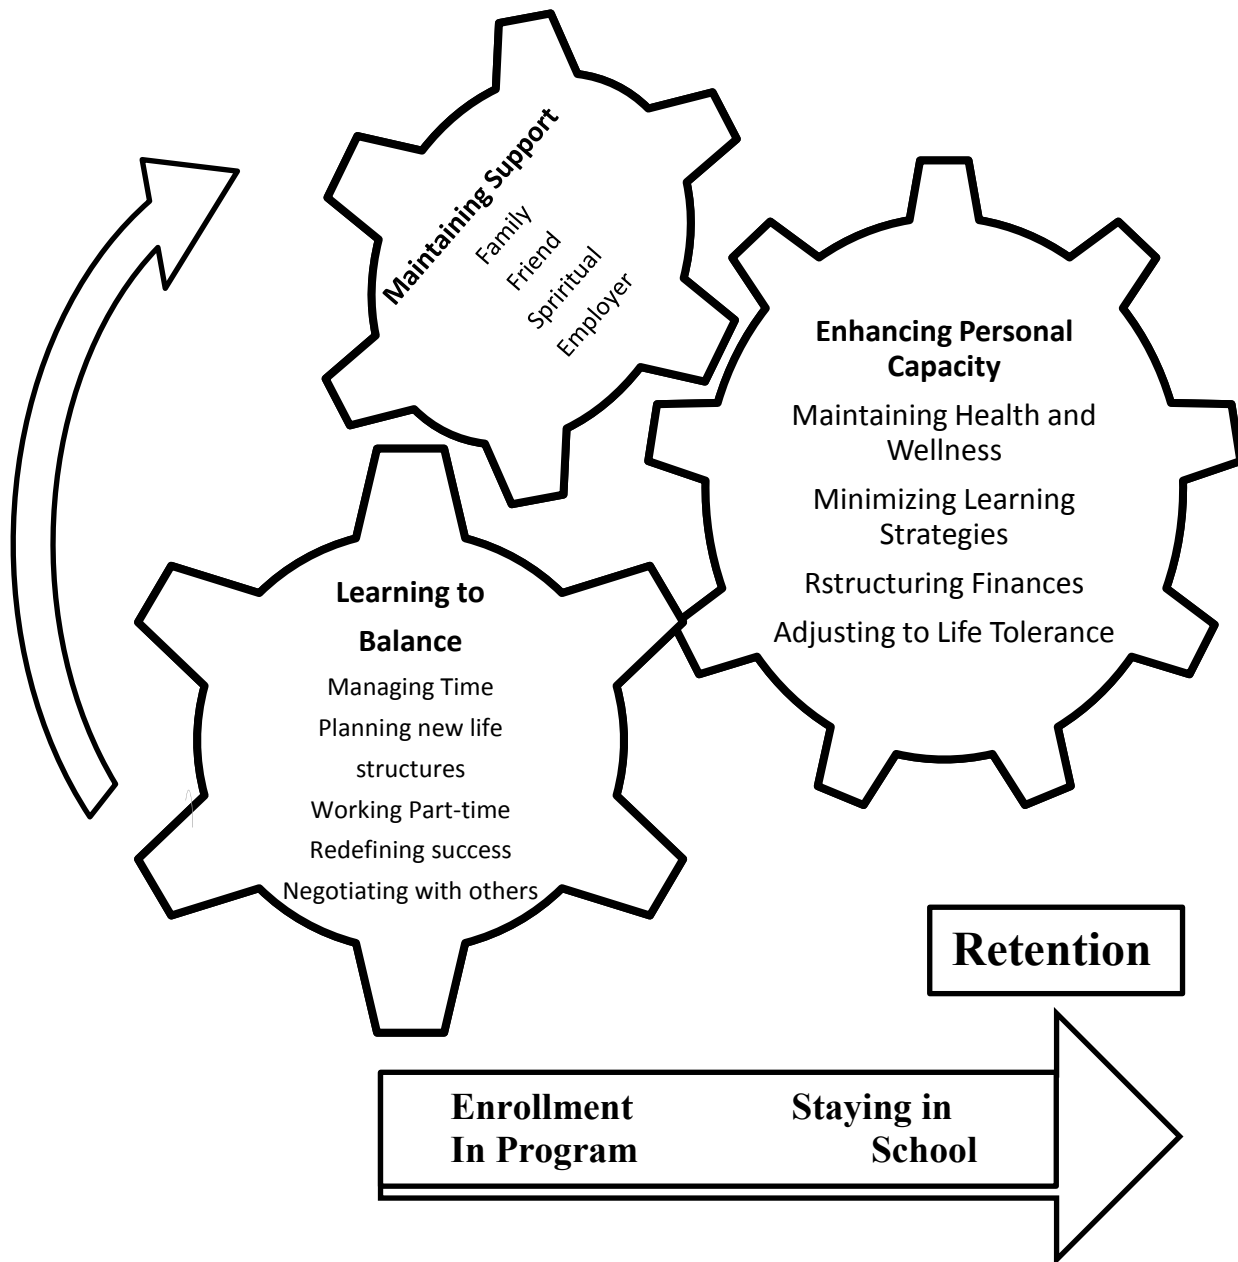 Maintaining Support
Family
Friend
Spriritual
Employer
Enhancing Personal
Capacity
Maintaining Health and
Wellness
Minimizing Learning
Strategies
Rstructuring Finances
Adjusting to Life Tolerance
Learning to
Balance
Managing Time
Planning new life
structures
Working Part-time
Redefining success
Negotiating with others
Retention
Enrollment Staying in
In Program School